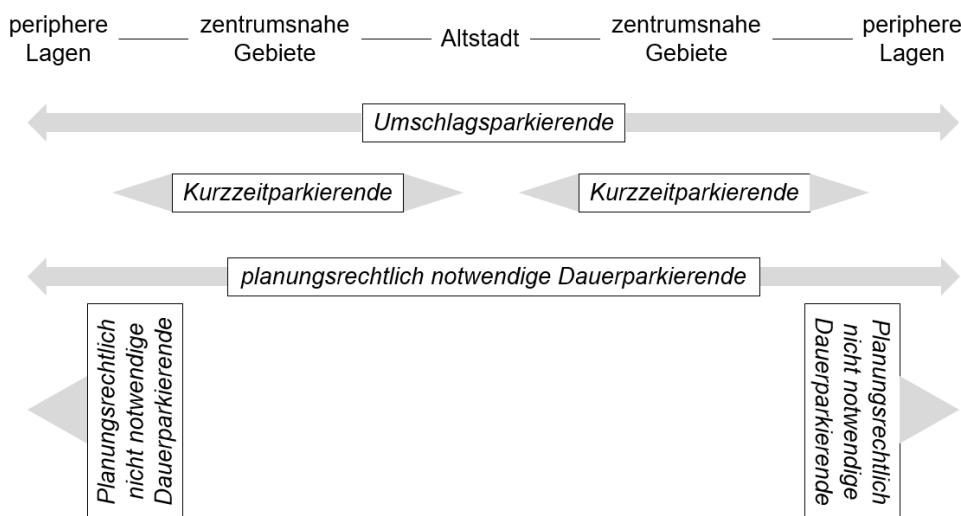 periphere
Lagen
zentrumsnahe
Gebiete
Altstadt
zentrumsnahe
Gebiete
periphere
Lagen
Umschlagsparkierende
Kurzzeitparkierende
Kurzzeitparkierende
planungsrechtlich notwendige Dauerparkierende
Planungsrechtlich
nicht notwendige
Dauerparkierende
Planungsrechtlich
nicht notwendige
Dauerparkierende